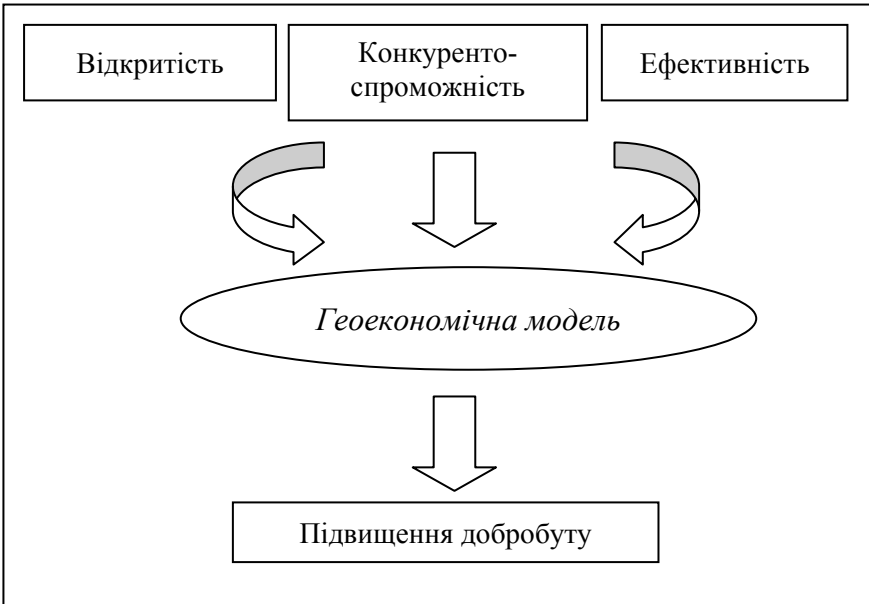 Відкритість
Конкуренто-
спроможність
Ефективність
Геоекономічна модель
Підвищення добробуту